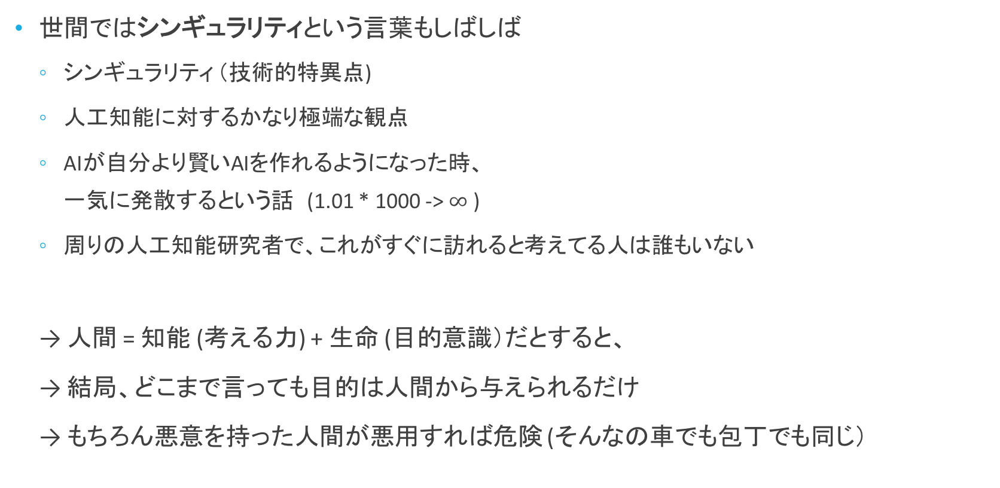 • 世間ではシンギュラリティという言葉もしばしば
◦ シンギュラリティ（技術的特異点)
◦ 人工知能に対するかなり極端な観点
◦ AIが自分より賢いAIを作れるようになった時、
一気に発散するという話 (1.01 * 1000 -> ∞ )
◦ 周りの人工知能研究者で、これがすぐに訪れると考えてる人は誰もいない
→ 人間 = 知能 (考える力) + 生命 (目的意識）だとすると、
→ 結局、どこまで言っても目的は人間から与えられるだけ
→ もちろん悪意を持った人間が悪用すれば危険 (そんなの車でも包丁でも同じ）